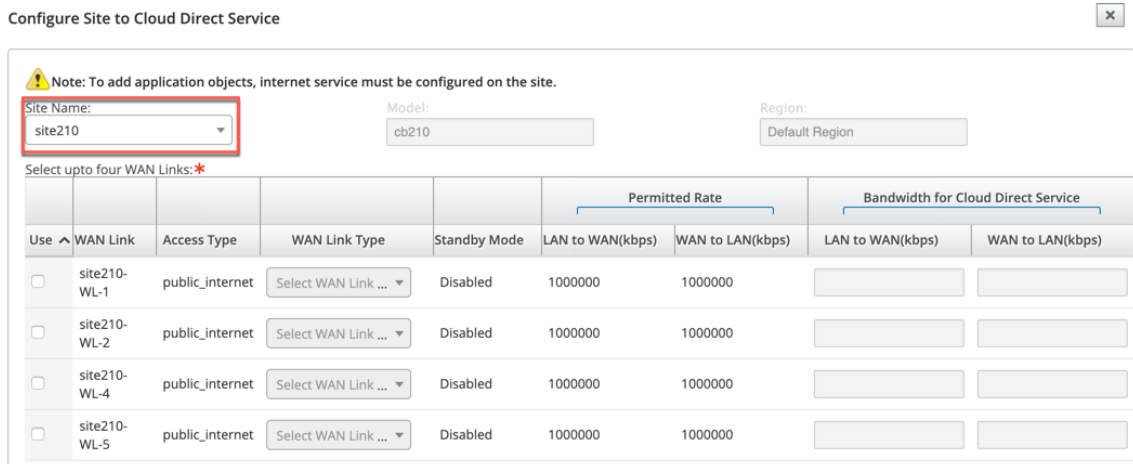 Configure Site to Cloud Direct Service
Note: To add application objects, internet service must be configured on the site.
Site Name: Model: Region:
site210 cb210 Default Region
Select upto four WAN Links:*
Permitted Rate Bandwidth for Cloud Direct Service
Use WAN Link Access Type WAN Link Type Standby Mode LAN to WAN(kbps) WAN to LAN(kbps) LAN to WAN(kbps) WAN to LAN(kbps)
site210-
WL-1 public_internet Select WAN Link ... Disabled 1000000 1000000
site210-
WL-2 public_internet Select WAN Link ... Disabled 1000000 1000000
site210-
WL-4 public_internet Select WAN Link ... Disabled 1000000 1000000
site210-
WL-5 public_internet Select WAN Link ... Disabled 1000000 1000000